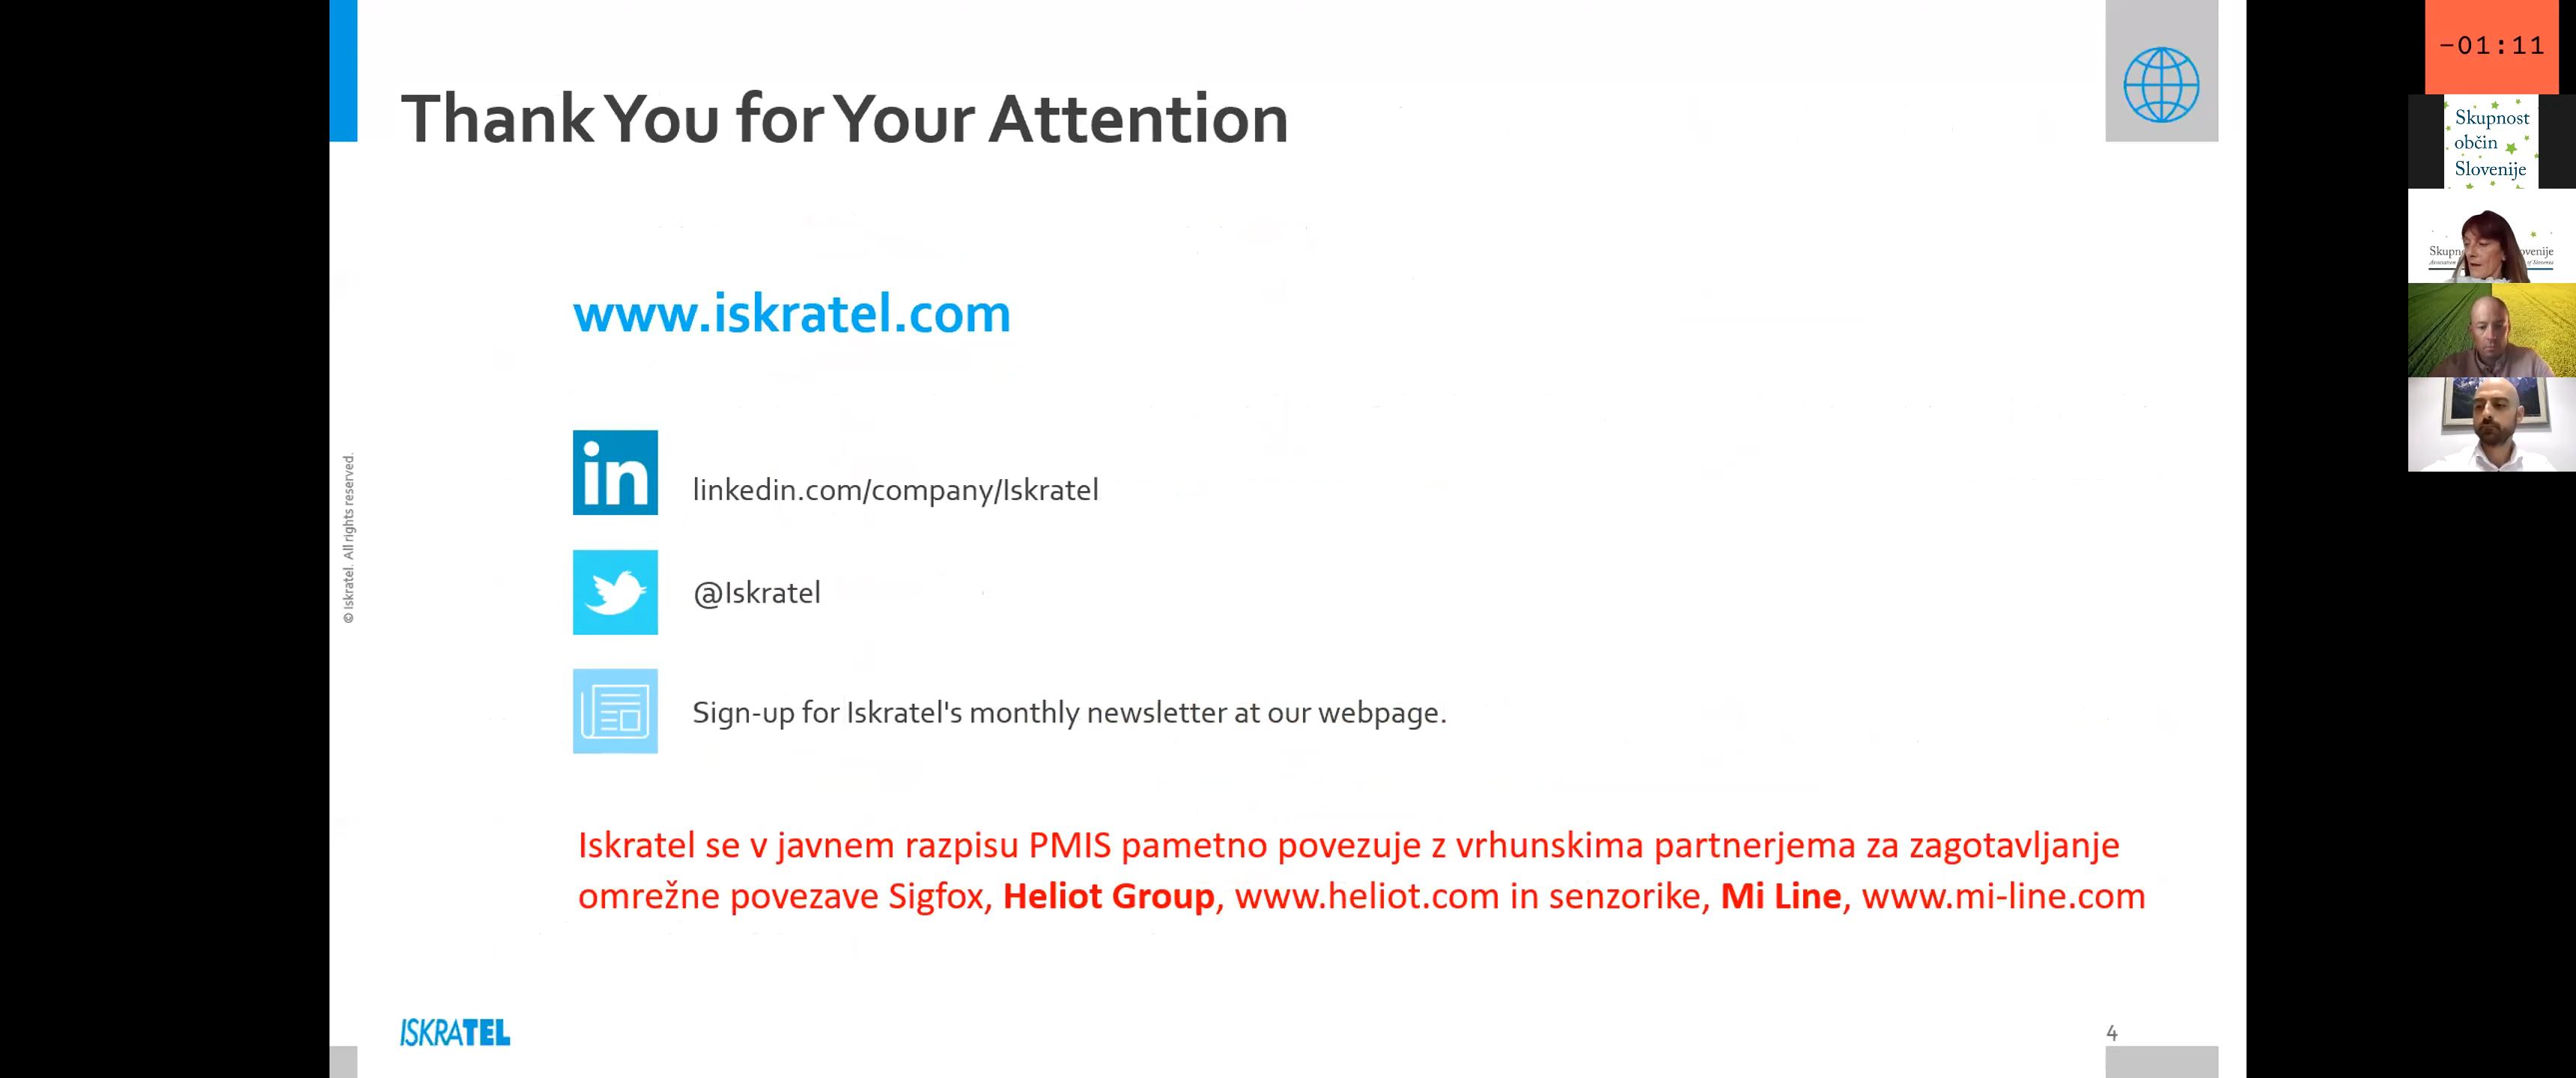 Thank You for Your Attention
www.iskratel.com
in
linkedin.com/company/Iskratel
@Iskratel
Sign-up for Iskratel's monthly newsletter at our webpage.
Iskratel se v javnem razpisu PMIS pametno povezuje z vrhunskima partnerjema za zagotavljanje
omrežne povezave Sigfox, Heliot Group, www.heliot.com in senzorike, Mi Line, www.mi-line.com
© Iskratel. All rights reserved.
ISKRATEL
4
-01:11
Skupnost
občin
Slovenije